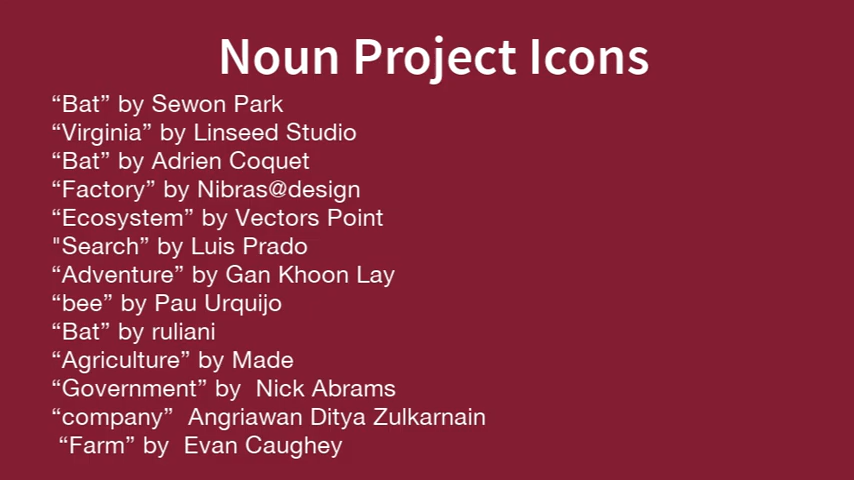 Noun Project Icons
“Bat” by Sewon Park
“Virginia” by Linseed Studio
“Bat” by Adrien Coquet
“Factory” by Nibras@design
“Ecosystem” by Vectors Point
"Search” by Luis Prado
“Adventure” by Gan Khoon Lay
“bee” by Pau Urquijo
“Bat” by ruliani
“Agriculture” by Made
“Government” by  Nick Abrams
“company”  Angriawan Ditya Zulkarnain
“Farm” by  Evan Caughey